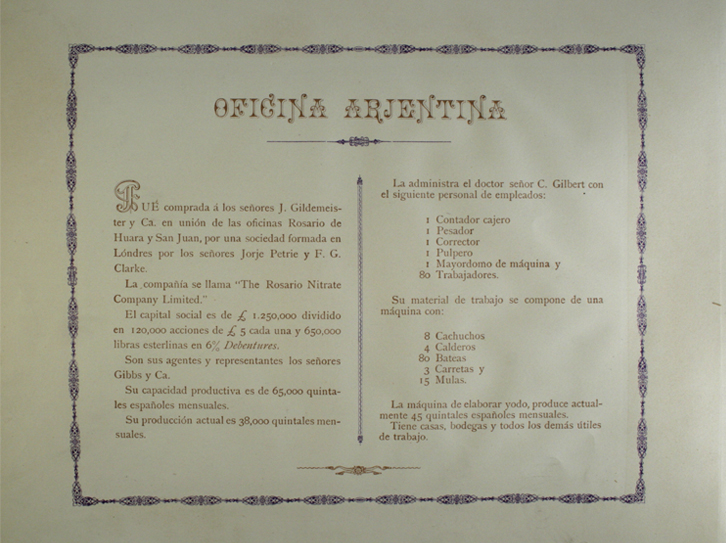 OFICINA ARJENTINA
FUÉ comprada á los señores J. Gildemeis-
ter y Ca. en unión de las oficinas Rosario de
Huara y San Juan, por una sociedad formada en
Lóndres por los señores Jorje Petrie y F. G.
Clarke.
La compañía se llama “The Rosario Nitrate
Company Limited.”
El capital social es de £ 1.250,000 dividido
en 120,000 acciones de £ 5 cada una y 650,000
libras esterlinas en 6% Debentures.
Son sus agentes y representantes los señores
Gibbs y Ca.
Su capacidad productiva es de 65,000 quinta-
les españoles mensuales.
Su producción actual es 38,000 quintales men-
suales.
La administra el doctor señor C. Gilbert con
el siguiente personal de empleados:
1 Contador cajero
1 Pesador
1 Corrector
1 Pulpero
1 Mayordomo de máquina y
80 Trabajadores.
Su material de trabajo se compone de una
máquina con:
8 Cachuchos
4 Calderos
80 Bateas
3 Carretas y
15 Mulas.
La máquina de elaborar yodo, produce actual-
mente 45 quintales españoles mensuales.
Tiene casas, bodegas y todos los demás útiles
de trabajo.